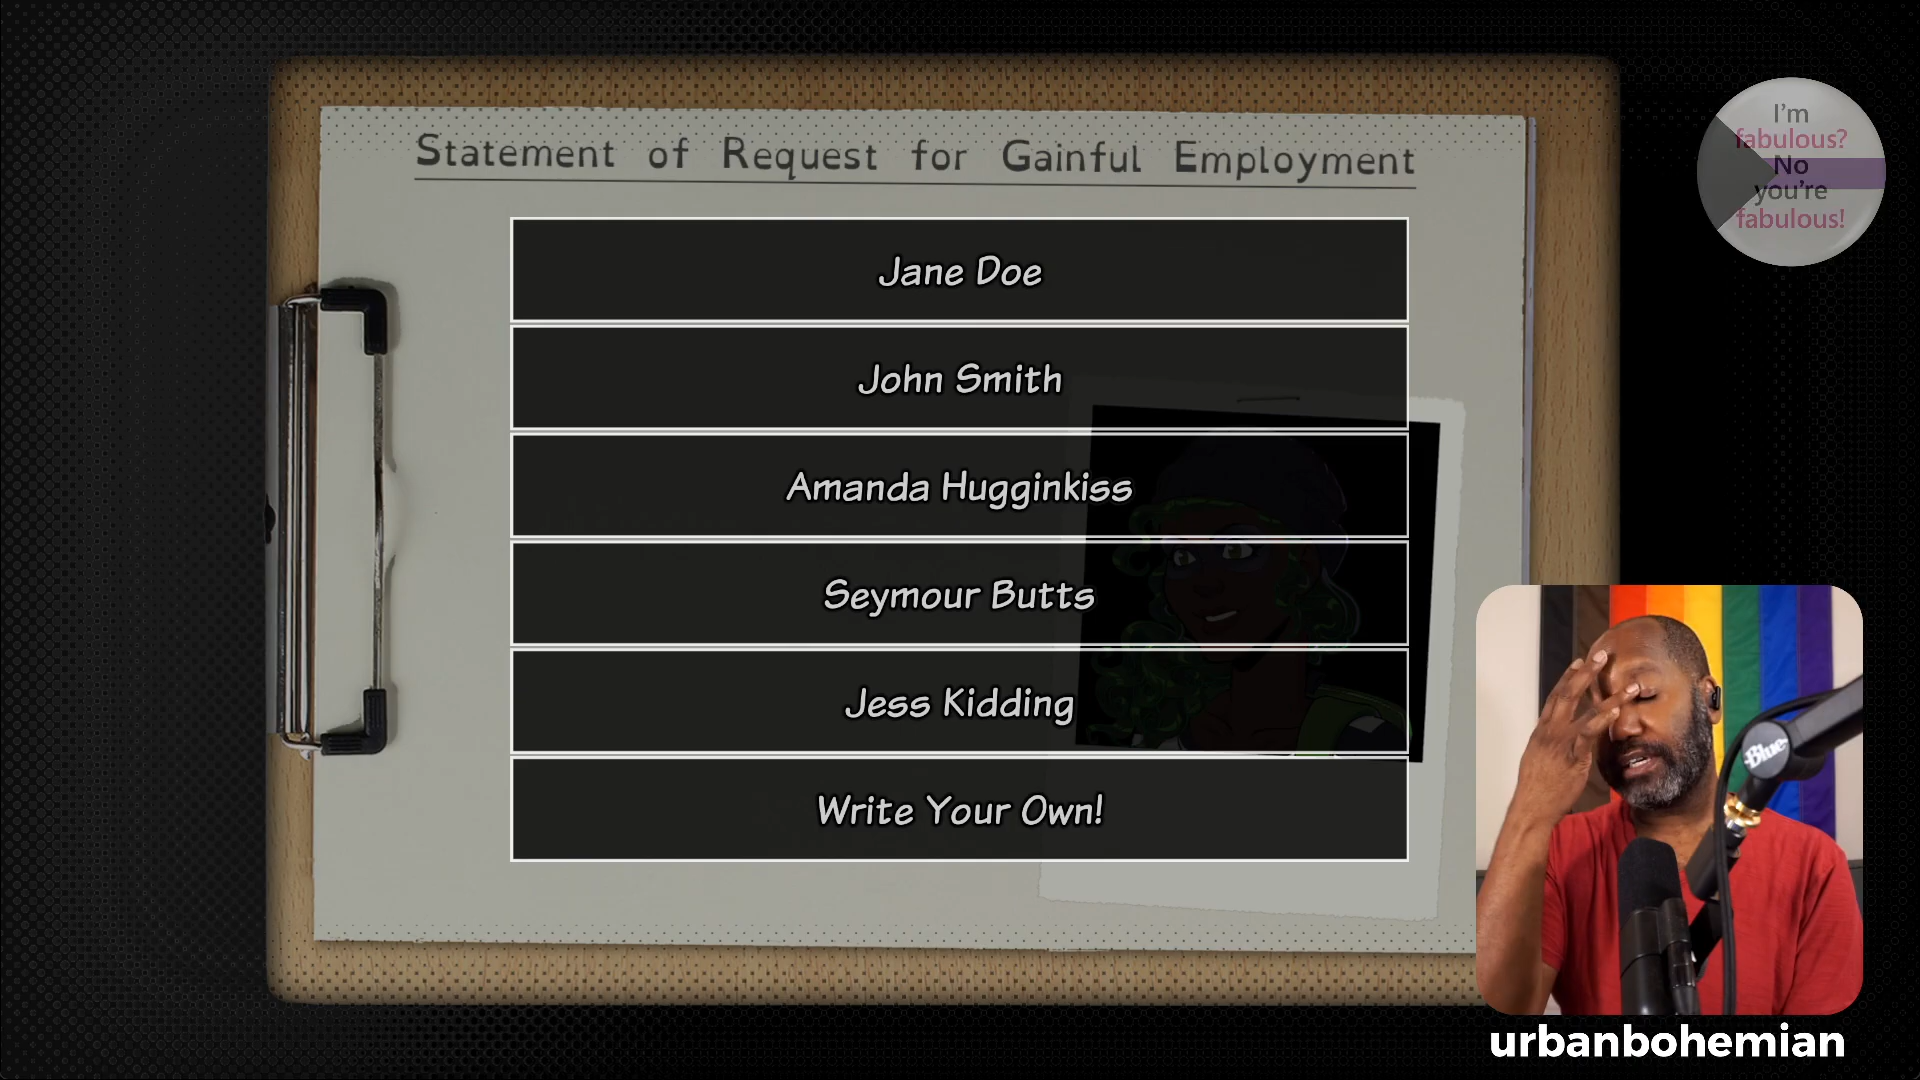 Statement of Request for Gainful Employment
Jane Doe
John Smith
Amanda Hugginkiss
Seymour Butts
Jess Kidding
Write Your Own!
I'm
fabulous?
No
you're
fabulous!
Blue
urbanbohemian